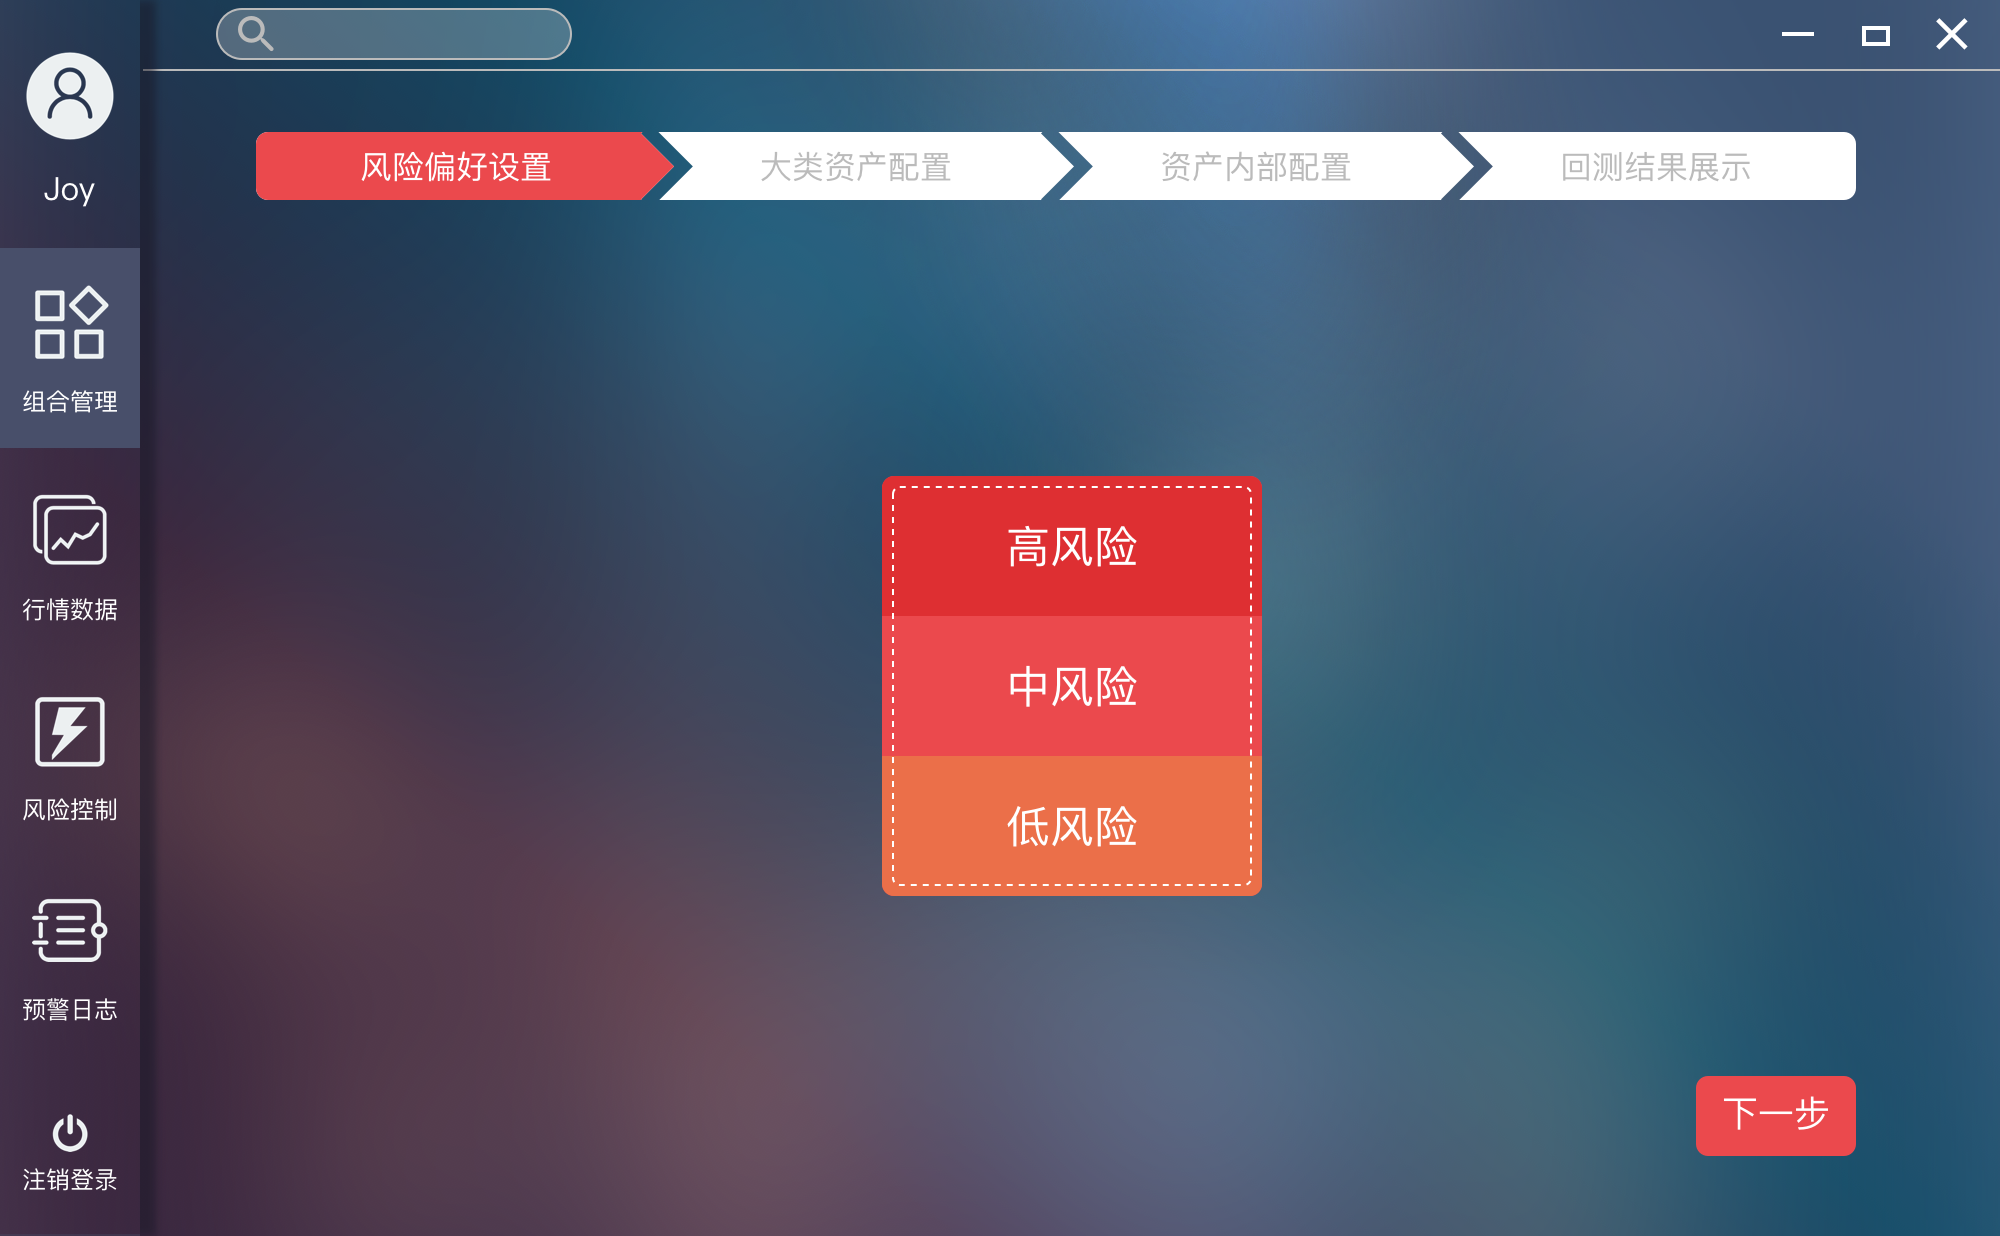 Joy
组合管理
行情数据
风险控制
预警日志
注销登录
风险偏好设置
大类资产配置
资产内部配置
回测结果展示
高风险
中风险
低风险
下一步